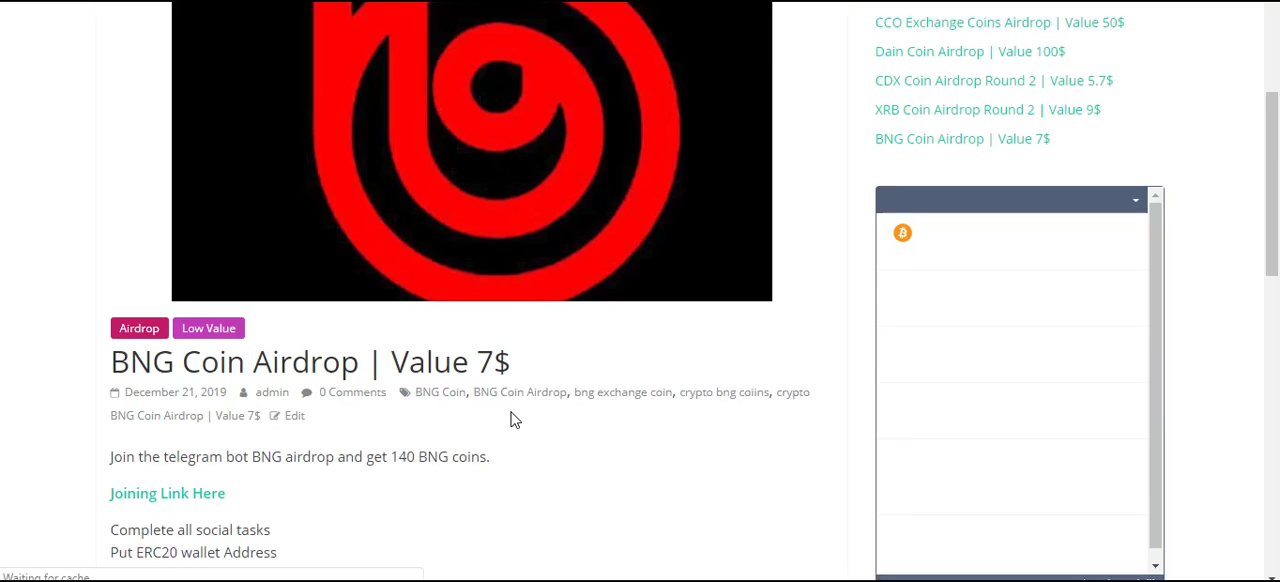 CCO Exchange Coins Airdrop | Value 50$
Dain Coin Airdrop | Value 100$
CDX Coin Airdrop Round 2 | Value 5.7$
XRB Coin Airdrop Round 2 | Value 9$
BNG Coin Airdrop | Value 7$
Airdrop Low Value
BNG Coin Airdrop | Value 7$
December 21, 2019 admin 0 Comments BNG Coin, BNG Coin Airdrop, bng exchange coin, crypto bng coiins, crypto
BNG Coin Airdrop | Value 7$ Edit
Join the telegram bot BNG airdrop and get 140 BNG coins.
Joining Link Here
Complete all social tasks
Put ERC20 wallet Address
Waiting for cache